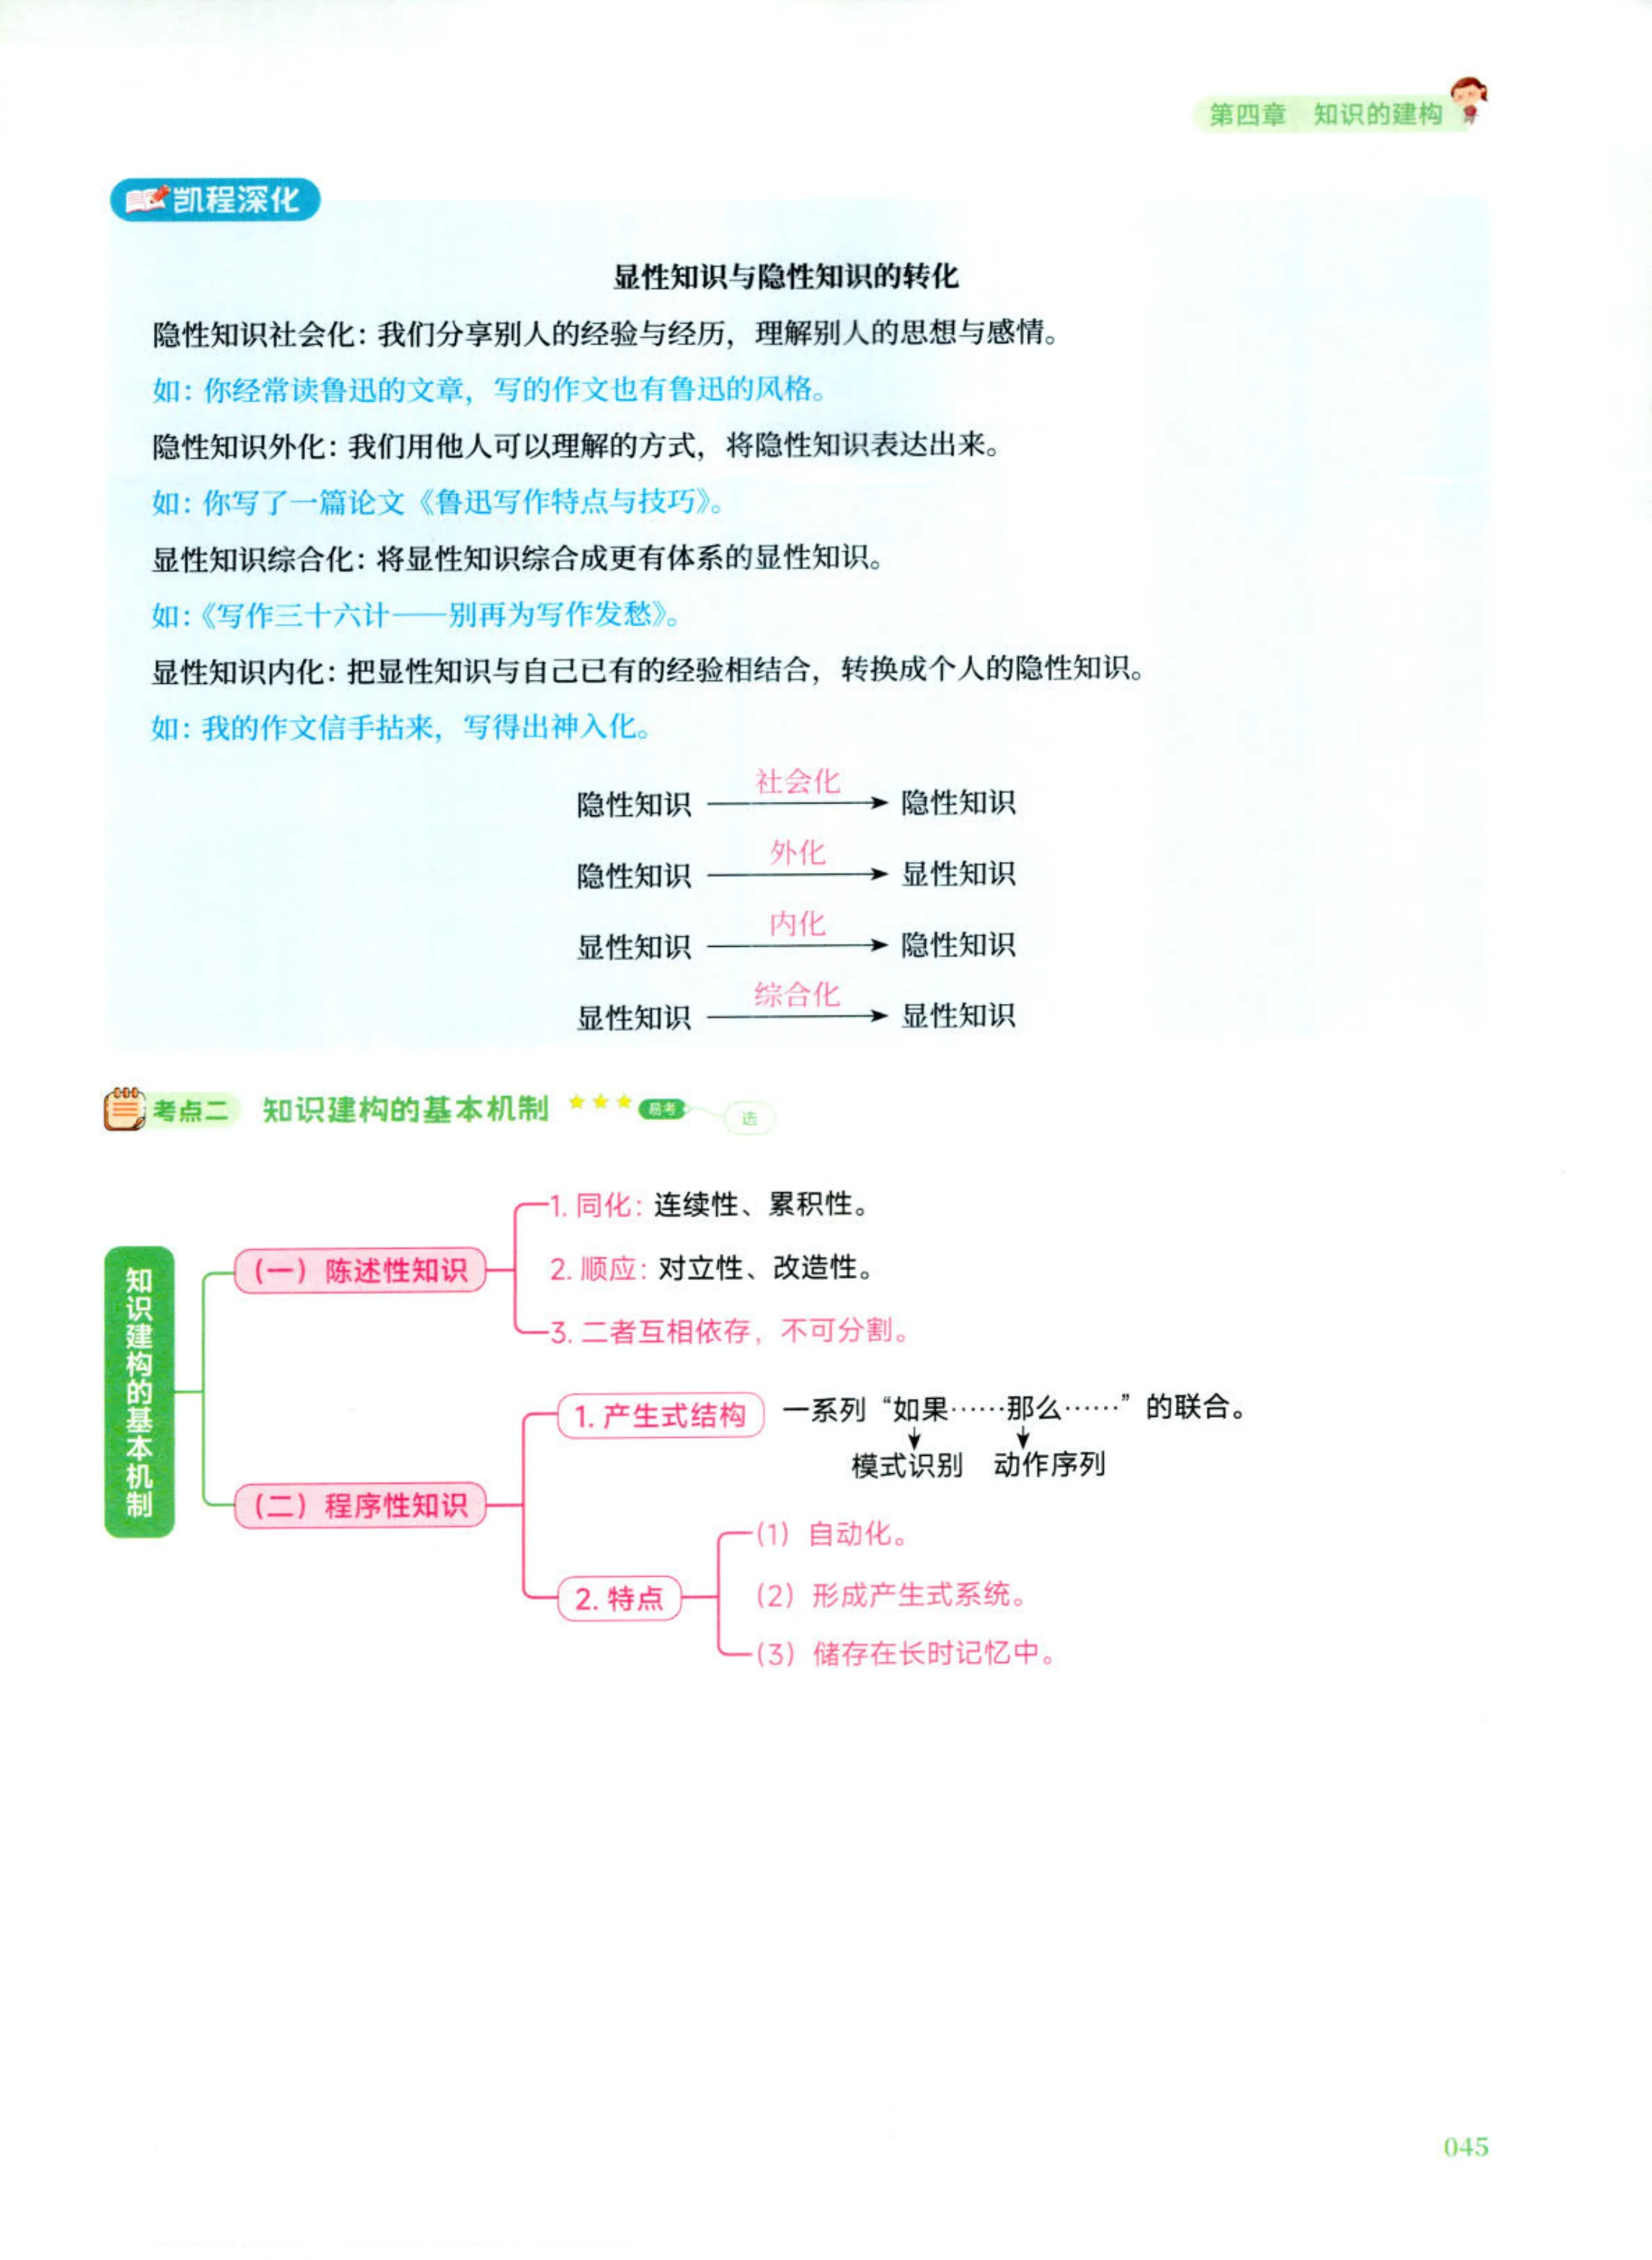 第四章 知识的建构
凯程深化
显性知识与隐性知识的转化
隐性知识社会化：我们分享别人的经验与经历，理解别人的思想与感情。
如：你经常读鲁迅的文章，写的作文也有鲁迅的风格。
隐性知识外化：我们用他人可以理解的方式，将隐性知识表达出来。
如：你写了一篇论文《鲁迅写作特点与技巧》。
显性知识综合化：将显性知识综合成更有体系的显性知识。
如：《写作三十六计——别再为写作发愁》。
显性知识内化：把显性知识与自己已有的经验相结合，转换成个人的隐性知识。
如：我的作文信手拈来，写得出神入化。
社会化
隐性知识 → 隐性知识
外化
隐性知识 → 显性知识
内化
显性知识 → 隐性知识
综合化
显性知识 → 显性知识
考点二 知识建构的基本机制 ★★★ 易考 选
知识建构的基本机制
（一）陈述性知识
1. 同化：连续性、累积性。
2. 顺应：对立性、改造性。
3. 二者互相依存，不可分割。
（二）程序性知识
1. 产生式结构 一系列“如果……那么……”的联合。
模式识别 动作序列
2. 特点
（1）自动化。
（2）形成产生式系统。
（3）储存在长时记忆中。
045